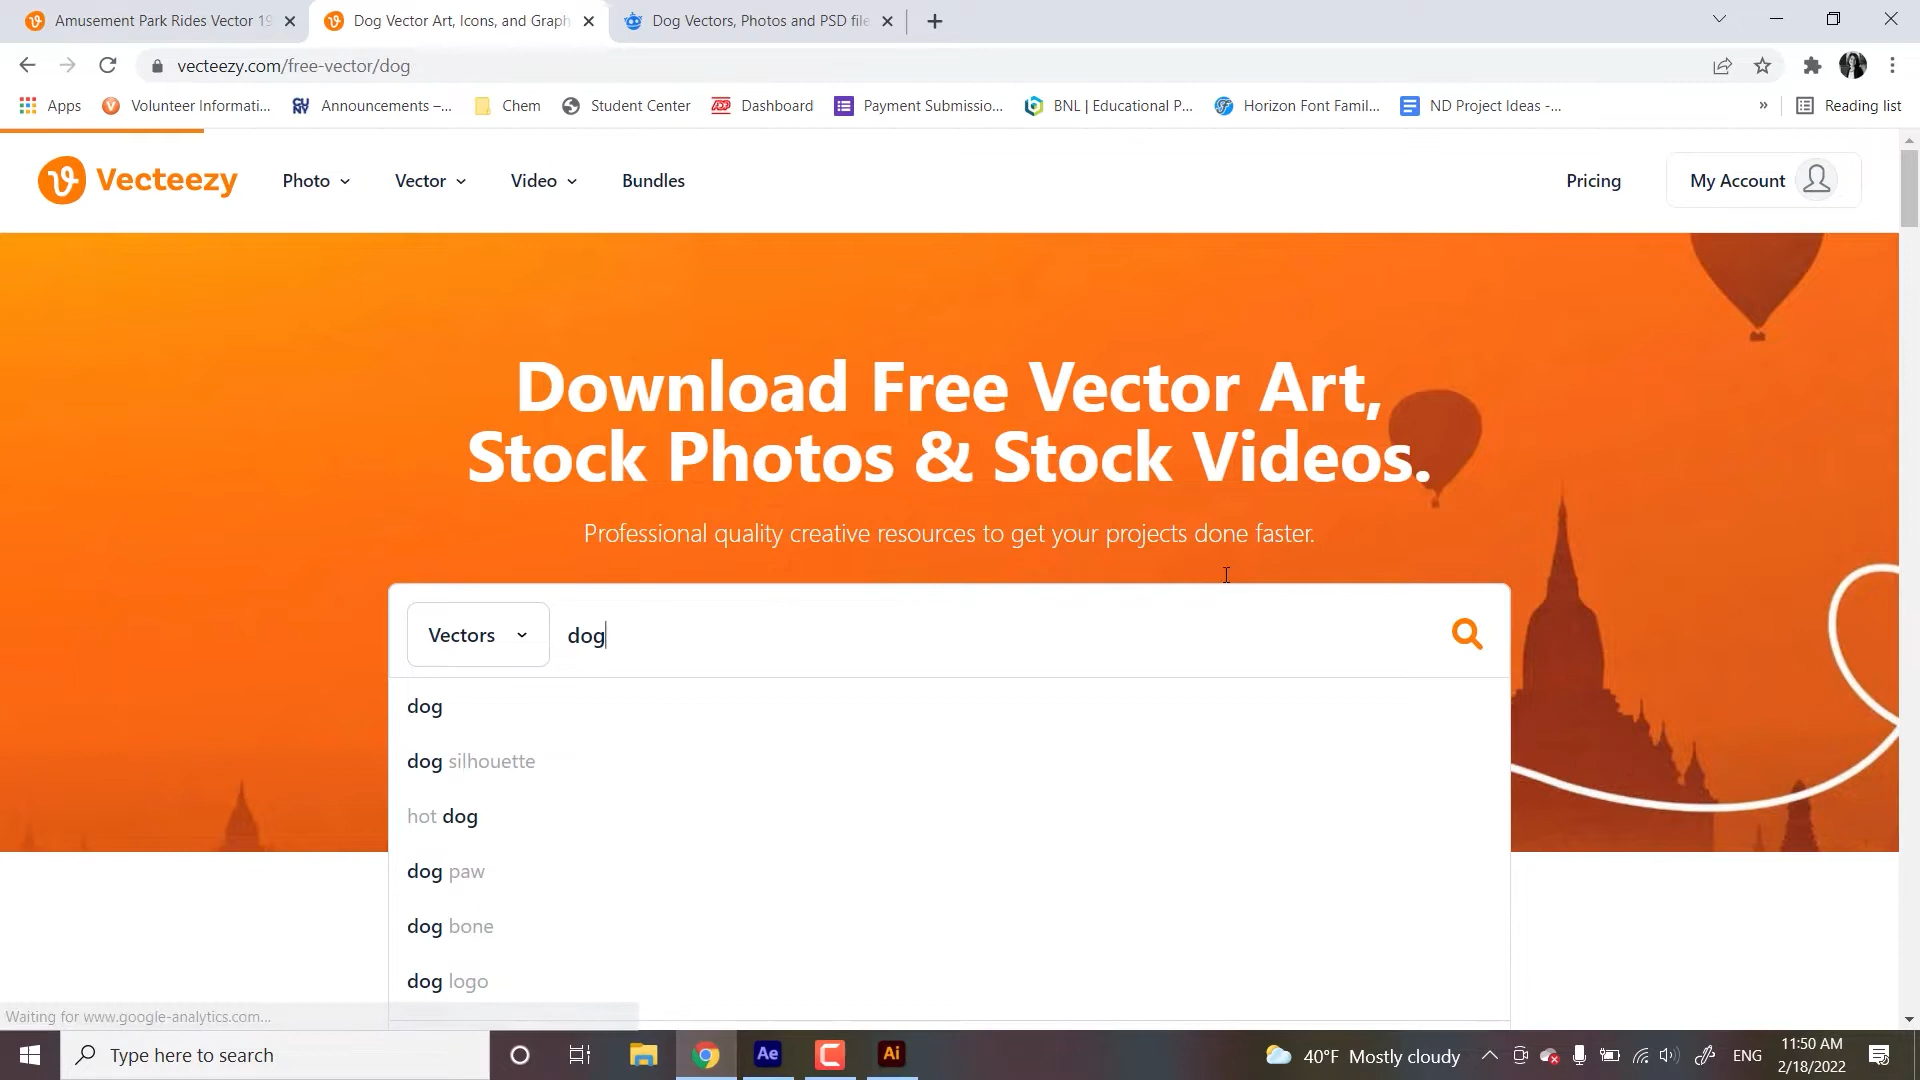 Amusement Park Rides Vector 19
Dog Vector Art, Icons, and Graph
Dog Vectors, Photos and PSD file
vecteezy.com/free-vector/dog
Apps
Volunteer Informati...
Announcements –...
Chem
Student Center
Dashboard
Payment Submissio...
BNL | Educational P...
Horizon Font Famil...
ND Project Ideas -...
»
Reading list
Vecteezy
Photo
Vector
Video
Bundles
Pricing
My Account
Download Free Vector Art,
Stock Photos & Stock Videos.
Professional quality creative resources to get your projects done faster.
Vectors
dog
dog
dog silhouette
hot dog
dog paw
dog bone
dog logo
Waiting for www.google-analytics.com...
Type here to search
Ae
Ai
40°F Mostly cloudy
ENG
11:50 AM
2/18/2022